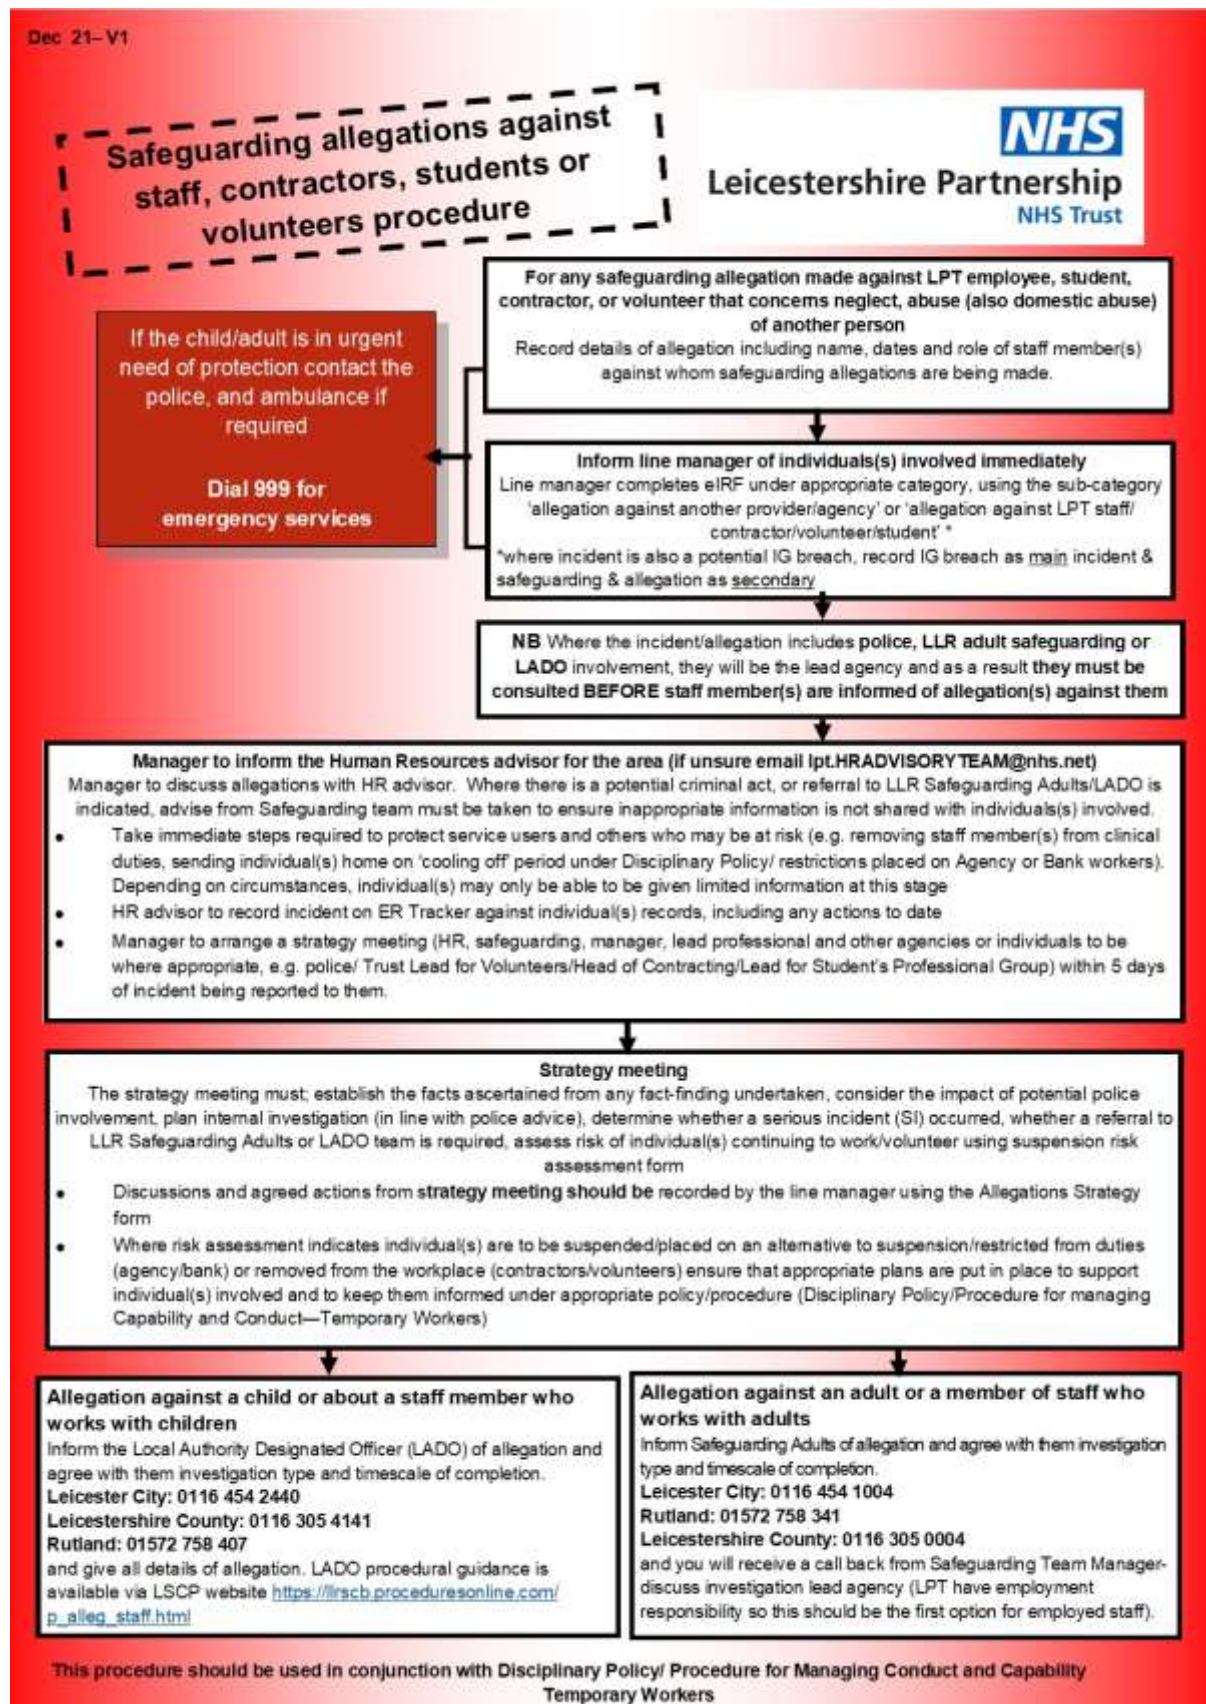 Dec 21– V1
Safeguarding allegations against
staff, contractors, students or
volunteers procedure
NHS
Leicestershire Partnership
NHS Trust
For any safeguarding allegation made against LPT employee, student,
contractor, or volunteer that concerns neglect, abuse (also domestic abuse)
of another person
Record details of allegation including name, dates and role of staff member(s)
against whom safeguarding allegations are being made.
If the child/adult is in urgent
need of protection contact the
police, and ambulance if
required
Dial 999 for
emergency services
Inform line manager of individuals(s) involved immediately
Line manager completes eIRF under appropriate category, using the sub-category
‘allegation against another provider/agency’ or ‘allegation against LPT staff/
contractor/volunteer/student’ *
*where incident is also a potential IG breach, record IG breach as main incident &
safeguarding & allegation as secondary
NB Where the incident/allegation includes police, LLR adult safeguarding or
LADO involvement, they will be the lead agency and as a result they must be
consulted BEFORE staff member(s) are informed of allegation(s) against them
Manager to inform the Human Resources advisor for the area (if unsure email lpt.HRADVISORYTEAM@nhs.net)
Manager to discuss allegations with HR advisor. Where there is a potential criminal act, or referral to LLR Safeguarding Adults/LADO is
indicated, advise from Safeguarding team must be taken to ensure inappropriate information is not shared with individuals(s) involved.
• Take immediate steps required to protect service users and others who may be at risk (e.g. removing staff member(s) from clinical
duties, sending individual(s) home on ‘cooling off’ period under Disciplinary Policy/ restrictions placed on Agency or Bank workers).
Depending on circumstances, individual(s) may only be able to be given limited information at this stage
• HR advisor to record incident on ER Tracker against individual(s) records, including any actions to date
• Manager to arrange a strategy meeting (HR, safeguarding, manager, lead professional and other agencies or individuals to be
where appropriate, e.g. police/ Trust Lead for Volunteers/Head of Contracting/Lead for Student’s Professional Group) within 5 days
of incident being reported to them.
Strategy meeting
The strategy meeting must; establish the facts ascertained from any fact-finding undertaken, consider the impact of potential police
involvement, plan internal investigation (in line with police advice), determine whether a serious incident (SI) occurred, whether a referral to
LLR Safeguarding Adults or LADO team is required, assess risk of individual(s) continuing to work/volunteer using suspension risk
assessment form
• Discussions and agreed actions from strategy meeting should be recorded by the line manager using the Allegations Strategy
form
• Where risk assessment indicates individual(s) are to be suspended/placed on an alternative to suspension/restricted from duties
(agency/bank) or removed from the workplace (contractors/volunteers) ensure that appropriate plans are put in place to support
individual(s) involved and to keep them informed under appropriate policy/procedure (Disciplinary Policy/Procedure for managing
Capability and Conduct—Temporary Workers)
Allegation against a child or about a staff member who
works with children
Inform the Local Authority Designated Officer (LADO) of allegation and
agree with them investigation type and timescale of completion.
Leicester City: 0116 454 2440
Leicestershire County: 0116 305 4141
Rutland: 01572 758 407
and give all details of allegation. LADO procedural guidance is
available via LSCP website https://llrscb.proceduresonline.com/
p_alleg_staff.html
Allegation against an adult or a member of staff who
works with adults
Inform Safeguarding Adults of allegation and agree with them investigation
type and timescale of completion.
Leicester City: 0116 454 1004
Rutland: 01572 758 341
Leicestershire County: 0116 305 0004
and you will receive a call back from Safeguarding Team Manager-
discuss investigation lead agency (LPT have employment
responsibility so this should be the first option for employed staff).
This procedure should be used in conjunction with Disciplinary Policy/ Procedure for Managing Conduct and Capability
Temporary Workers